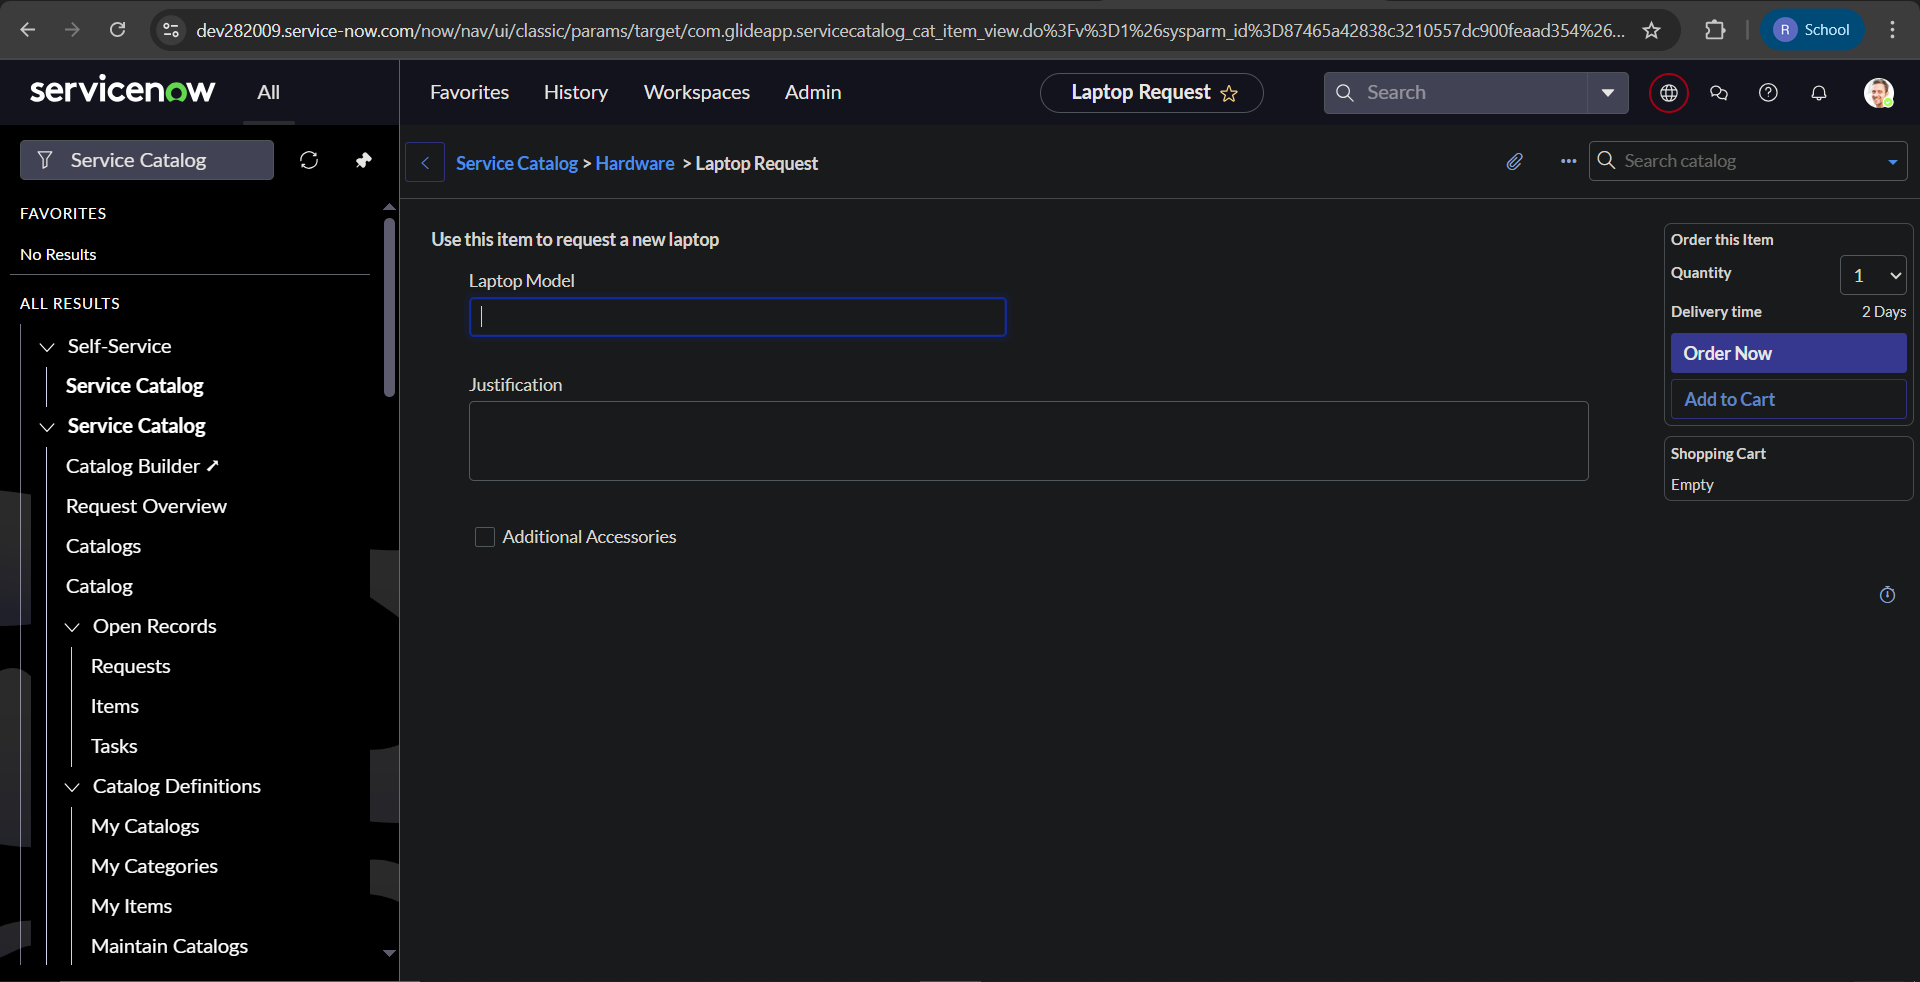 dev282009.service-now.com/now/nav/ui/classic/params/target/com.glideapp.servicecatalog_cat_item_view.do%3Fv%3D1%26sysparm_id%3D87465a42838c3210557dc900feaad354%26...
R School
servicenow
All
Favorites
History
Workspaces
Admin
Laptop Request
Search
Service Catalog
FAVORITES
No Results
ALL RESULTS
Self-Service
Service Catalog
Service Catalog
Catalog Builder
Request Overview
Catalogs
Catalog
Open Records
Requests
Items
Tasks
Catalog Definitions
My Catalogs
My Categories
My Items
Maintain Catalogs
Service Catalog > Hardware > Laptop Request
Search catalog
Use this item to request a new laptop
Laptop Model
Justification
Additional Accessories
Order this Item
Quantity 1
Delivery time 2 Days
Order Now
Add to Cart
Shopping Cart
Empty